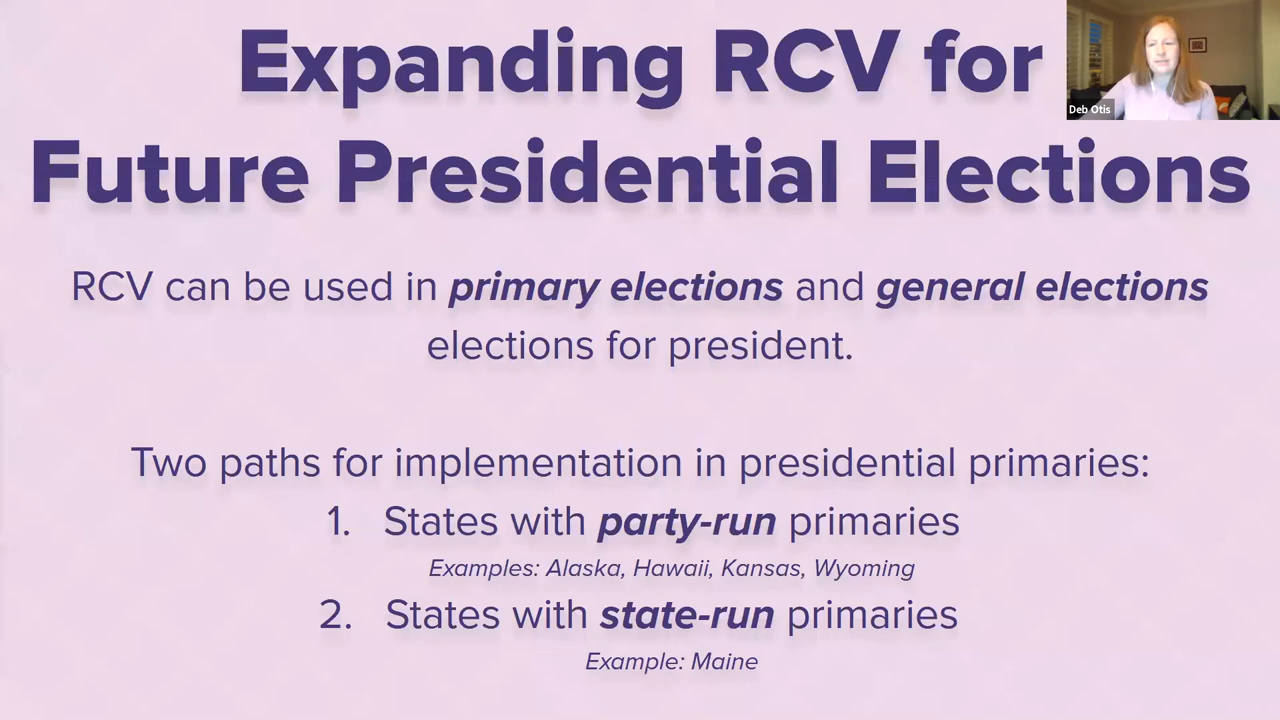 Expanding RCV for
Deb Otis
Future Presidential Elections
RCV can be used in primary elections and general elections
elections for president.
Two paths for implementation in presidential primaries:
1. States with party-run primaries
Examples: Alaska, Hawaii, Kansas, Wyoming
2. States with state-run primaries
Example: Maine